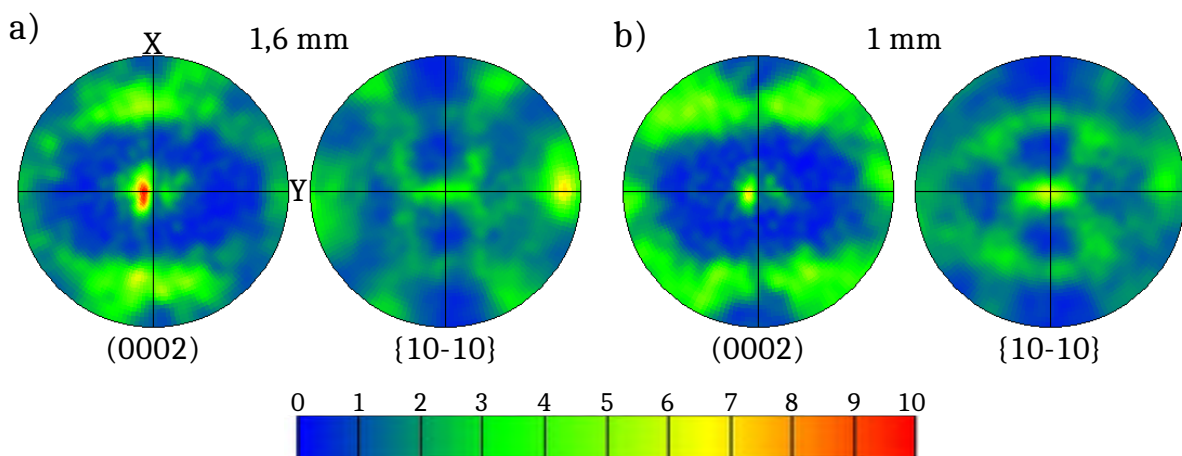 a)
X
1,6 mm
b)
1 mm
Y
(0002)
{10-10}
(0002)
{10-10}
0 1 2 3 4 5 6 7 8 9 10